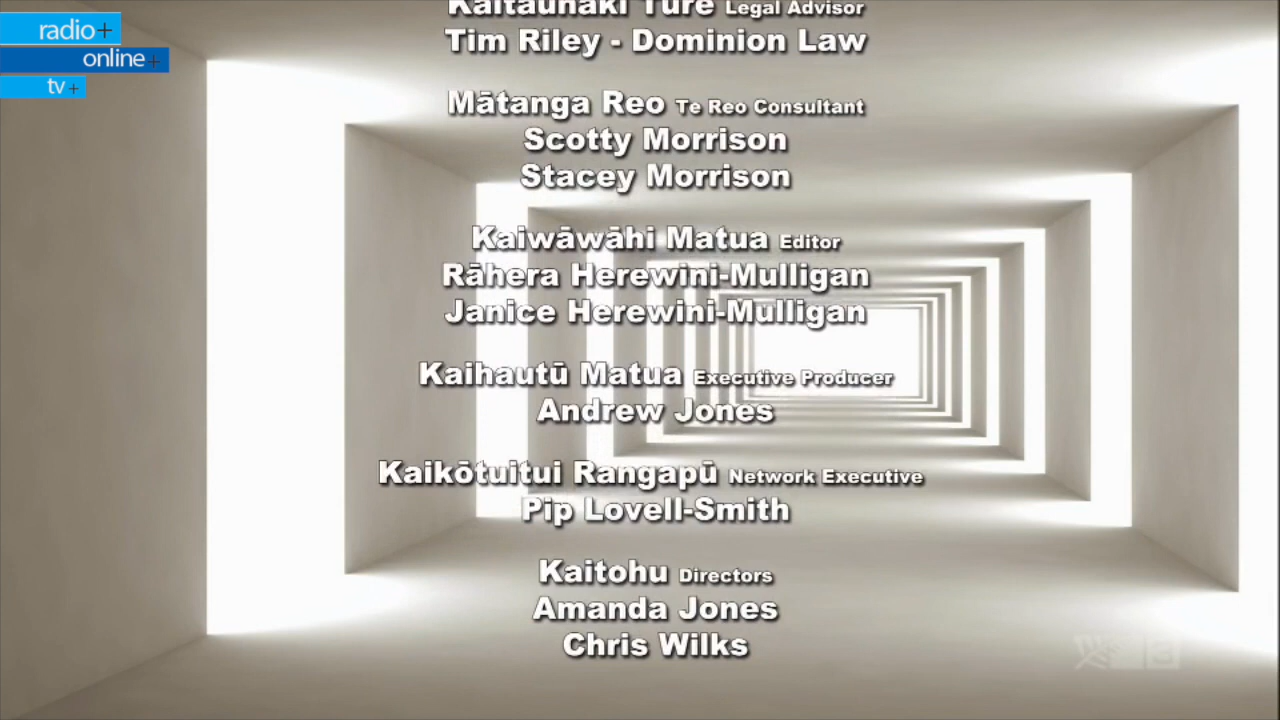 radio+
online+
tv+
Kaitaunaki Ture Legal Advisor
Tim Riley - Dominion Law
Mātanga Reo Te Reo Consultant
Scotty Morrison
Stacey Morrison
Kaiwāwāhi Matua Editor
Rāhera Herewini-Mulligan
Janice Herewini-Mulligan
Kaihautū Matua Executive Producer
Andrew Jones
Kaikōtuitui Rangapū Network Executive
Pip Lovell-Smith
Kaitohu Directors
Amanda Jones
Chris Wilks
3